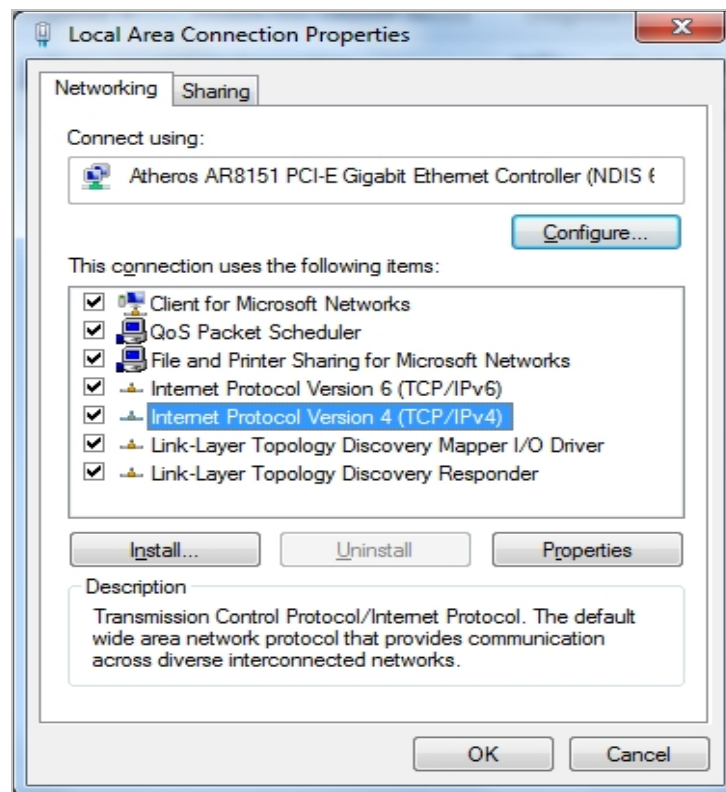 Local Area Connection Properties
Networking
Sharing
Connect using:
Atheros AR8151 PCI-E Gigabit Ethernet Controller (NDIS 6
Configure...
This connection uses the following items:
Client for Microsoft Networks
QoS Packet Scheduler
File and Printer Sharing for Microsoft Networks
Internet Protocol Version 6 (TCP/IPv6)
Internet Protocol Version 4 (TCP/IPv4)
Link-Layer Topology Discovery Mapper I/O Driver
Link-Layer Topology Discovery Responder
Install...
Uninstall
Properties
Description
Transmission Control Protocol/Internet Protocol. The default
wide area network protocol that provides communication
across diverse interconnected networks.
OK
Cancel